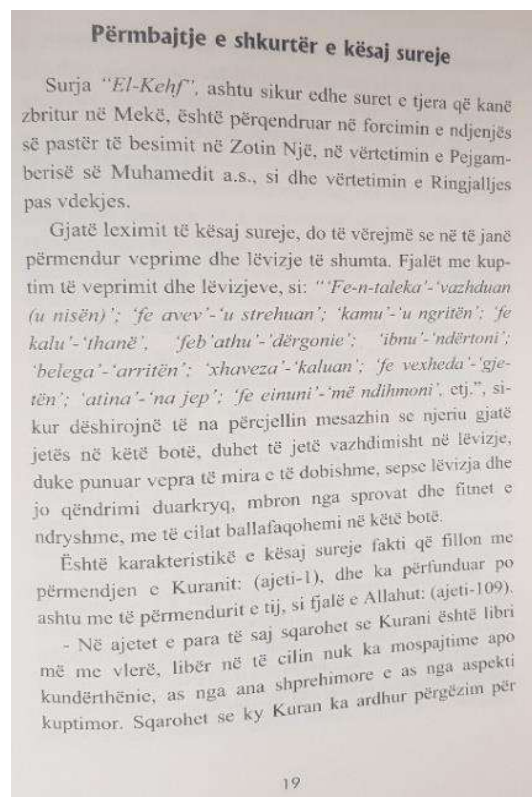 Përmbajtje e shkurtër e kësaj sureje
Surja “El-Kehf”, ashtu sikur edhe suret e tjera që kanë
zbritur në Mekë, është përqendruar në forcimin e ndjenjës
së pastër të besimit në Zotin Një, në vërtetimin e Pejgam-
berisë së Muhamedit a.s., si dhe vërtetimin e Ringjalljes
pas vdekjes.
Gjatë leximit të kësaj sureje, do të vërejmë se në të janë
përmendur veprime dhe lëvizje të shumta. Fjalët me kup-
tim të veprimit dhe lëvizjeve, si: “‘Fe-n-taleka’-‘vazhduan
(u nisën)’; ‘fe avev’-‘u strehuan’; ‘kamu’-‘u ngritën’; ‘fe
kalu’-‘thanë’, ‘feb’athu’-‘dërgonie’; ‘ibnu’-‘ndërtoni’;
‘belega’-‘arritën’; ‘xhaveza’-‘kaluan’; ‘fe vexheda’-‘gje-
tën’; ‘atina’-‘na jep’; ‘fe einuni’-‘më ndihmoni’, etj.”, si-
kur dëshirojnë të na përcjellin mesazhin se njeriu gjatë
jetës në këtë botë, duhet të jetë vazhdimisht në lëvizje,
duke punuar vepra të mira e të dobishme, sepse lëvizja dhe
jo qëndrimi duarkryq, mbron nga sprovat dhe fitnet e
ndryshme, me të cilat ballafaqohemi në këtë botë.
Është karakteristikë e kësaj sureje fakti që fillon me
përmendjen e Kuranit: (ajeti-1), dhe ka përfunduar po
ashtu me të përmendurit e tij, si fjalë e Allahut: (ajeti-109).
- Në ajetet e para të saj sqarohet se Kurani është libri
më me vlerë, libër në të cilin nuk ka mospajtime apo
kundërthënie, as nga ana shprehimore e as nga aspekti
kuptimor. Sqarohet se ky Kuran ka ardhur përgëzim për
19